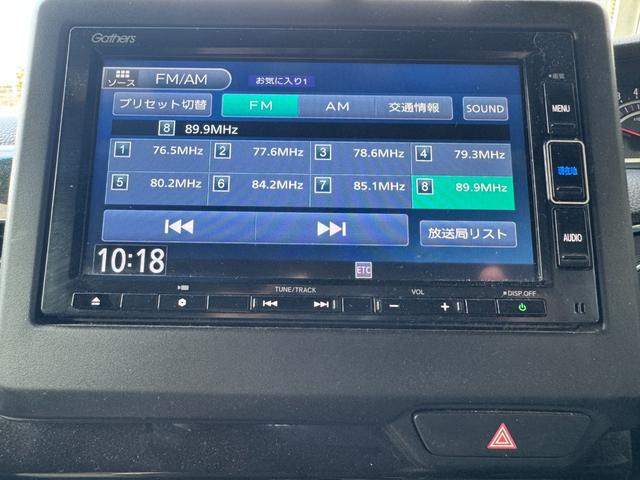 Gathers
ソース FM/AM お気に入り1
画質
プリセット切替 FM AM 交通情報 SOUND
MENU
8 89.9MHz
1 76.5MHz 2 77.6MHz 3 78.6MHz 4 79.3MHz
5 80.2MHz 6 84.2MHz 7 85.1MHz 8 89.9MHz
現在地
放送局リスト
AUDIO
10:18
ETC
TUNE/TRACK VOL DISP.OFF
− +